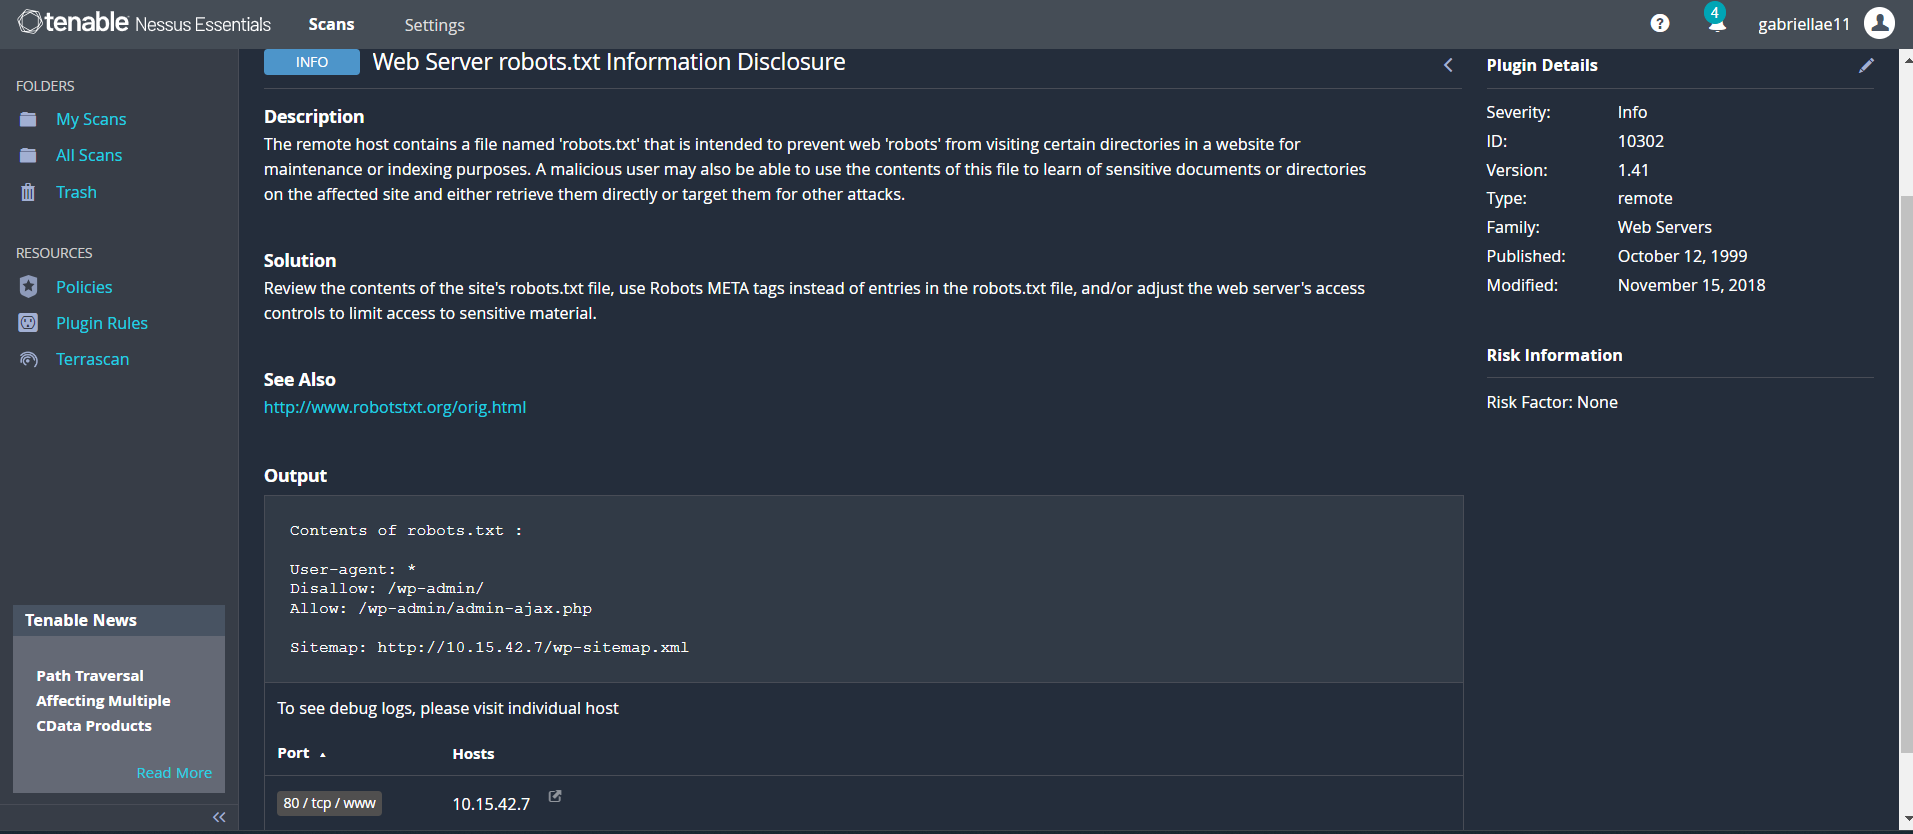 tenable Nessus Essentials
Scans
Settings
4
gabriellae11
FOLDERS
My Scans
All Scans
Trash
RESOURCES
Policies
Plugin Rules
Terrascan
Tenable News
Path Traversal
Affecting Multiple
CData Products
Read More
INFO
Web Server robots.txt Information Disclosure
Description
The remote host contains a file named 'robots.txt' that is intended to prevent web 'robots' from visiting certain directories in a website for
maintenance or indexing purposes. A malicious user may also be able to use the contents of this file to learn of sensitive documents or directories
on the affected site and either retrieve them directly or target them for other attacks.
Solution
Review the contents of the site's robots.txt file, use Robots META tags instead of entries in the robots.txt file, and/or adjust the web server's access
controls to limit access to sensitive material.
See Also
http://www.robotstxt.org/orig.html
Output
Contents of robots.txt :
User-agent: *
Disallow: /wp-admin/
Allow: /wp-admin/admin-ajax.php
Sitemap: http://10.15.42.7/wp-sitemap.xml
To see debug logs, please visit individual host
Port Hosts
80 / tcp / www 10.15.42.7
Plugin Details
Severity: Info
ID: 10302
Version: 1.41
Type: remote
Family: Web Servers
Published: October 12, 1999
Modified: November 15, 2018
Risk Information
Risk Factor: None